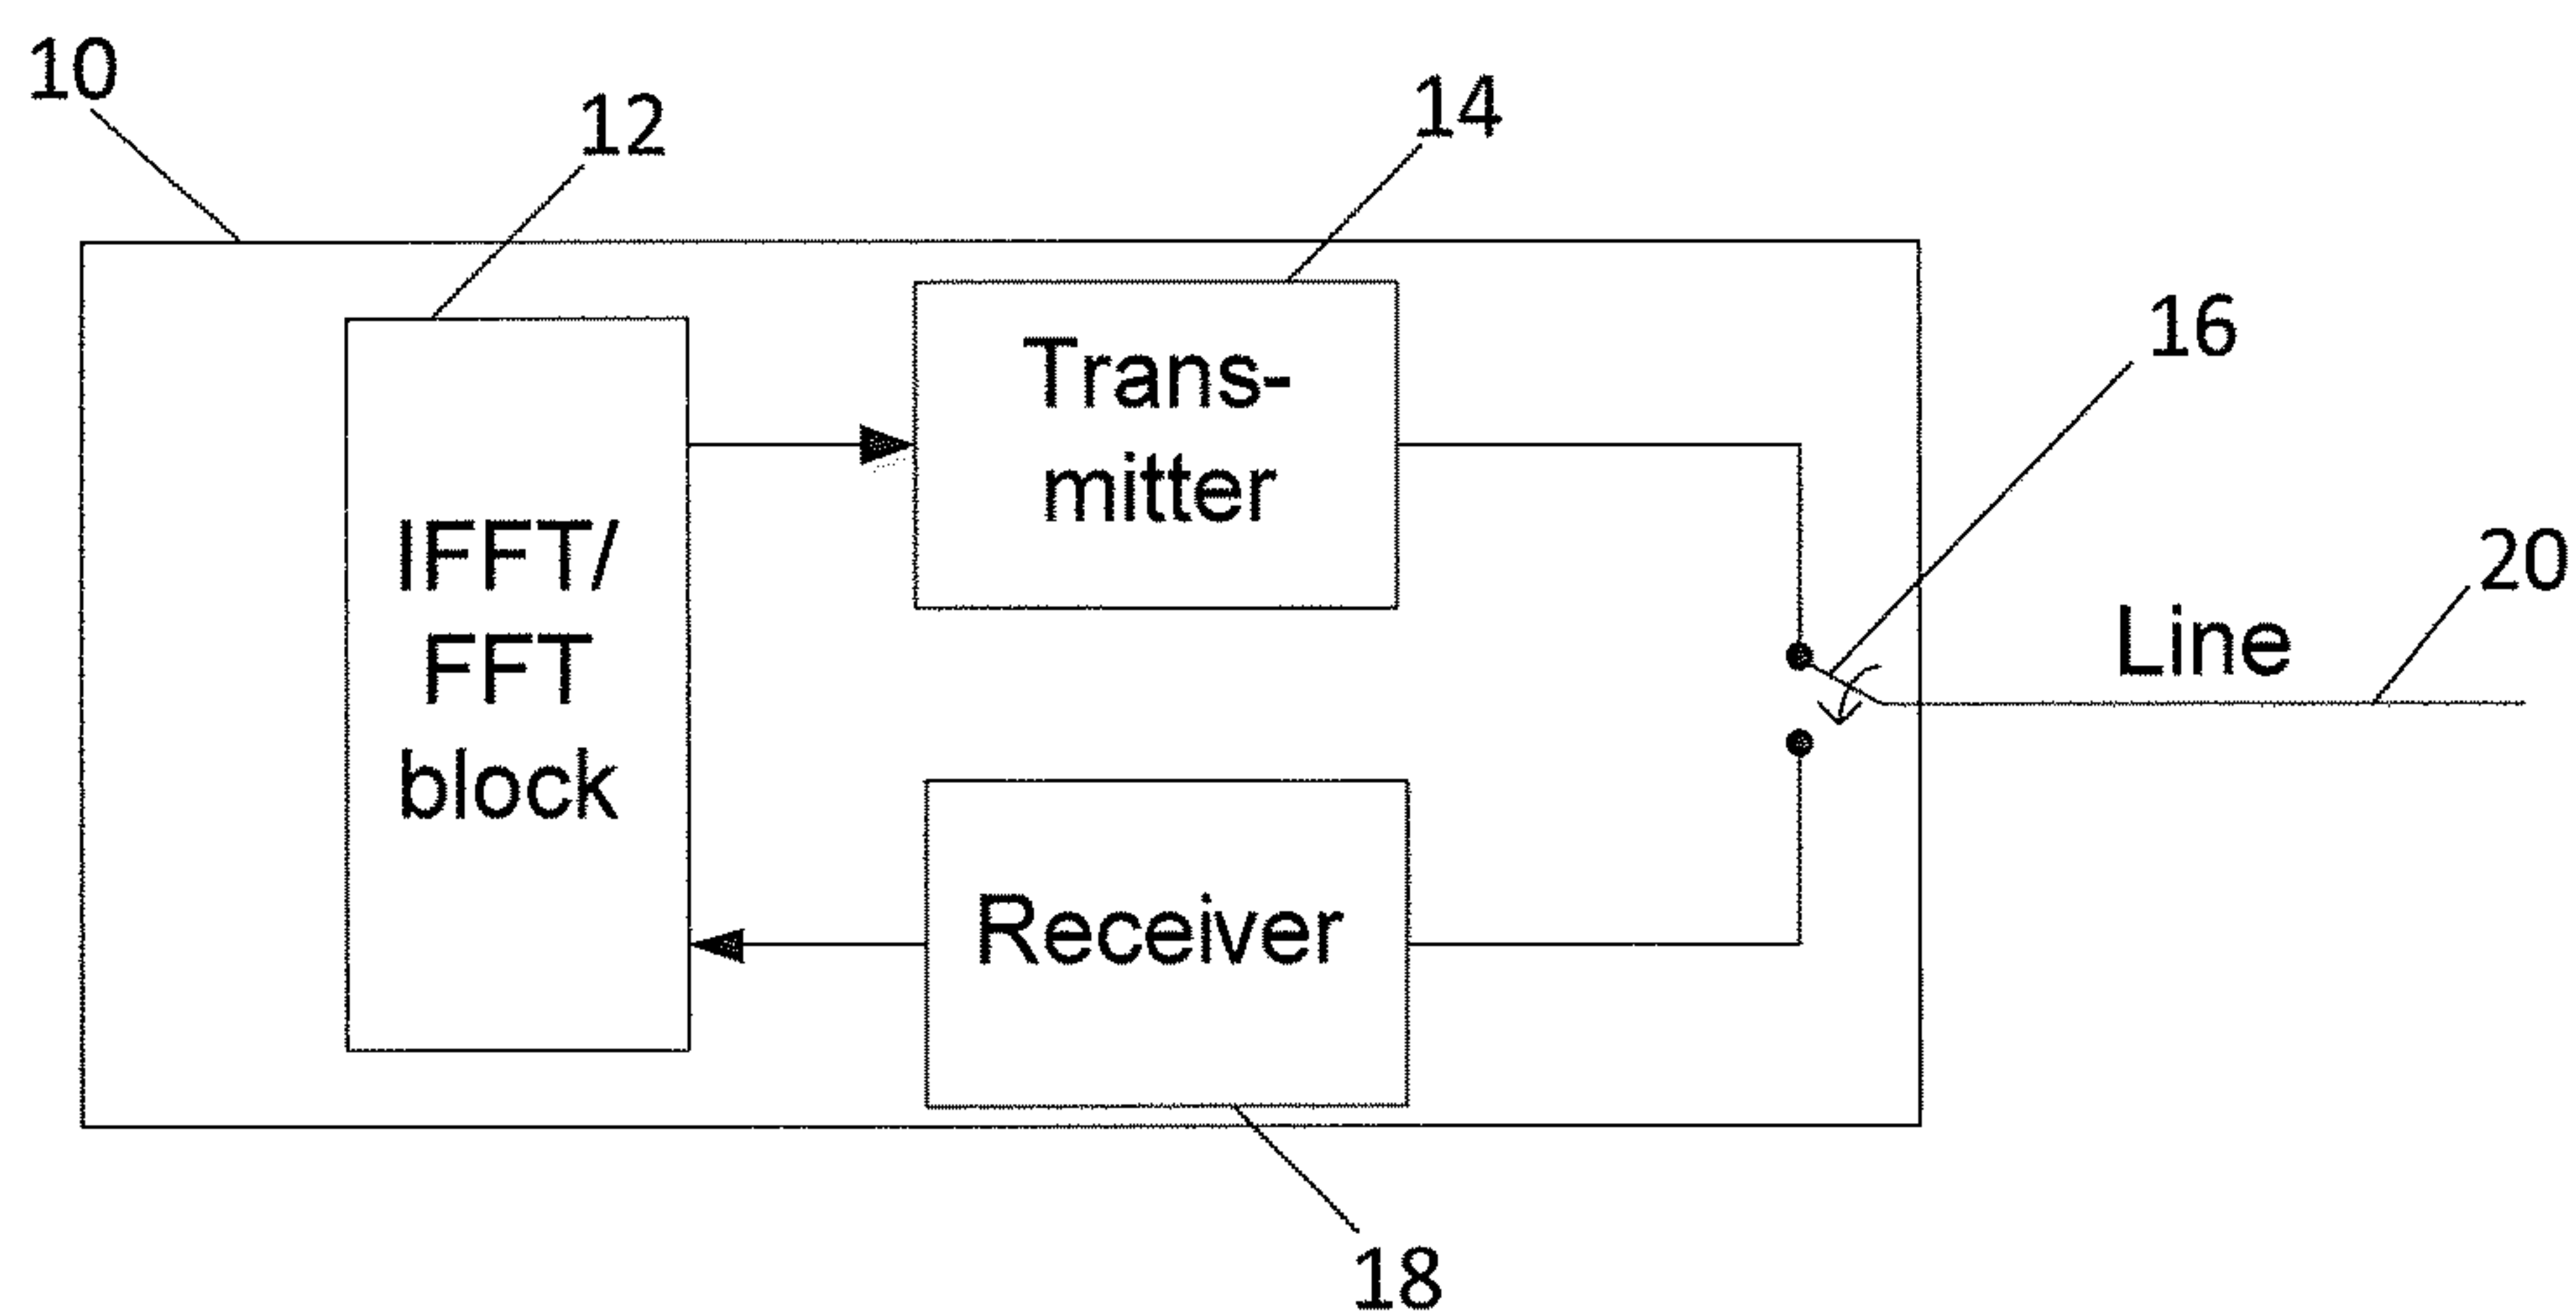 10
12
14
Trans-
mitter
16
IFFT/
FFT
block
20
Line
Receiver
18